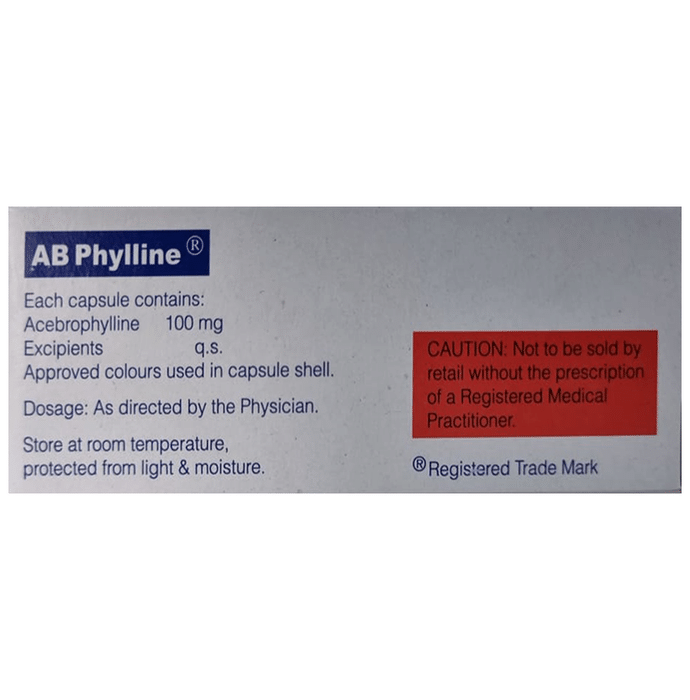 AB Phylline ®
Each capsule contains:
Acebrophylline 100 mg
Excipients q.s.
Approved colours used in capsule shell.
Dosage: As directed by the Physician.
Store at room temperature,
protected from light & moisture.
CAUTION: Not to be sold by
retail without the prescription
of a Registered Medical
Practitioner.
®Registered Trade Mark